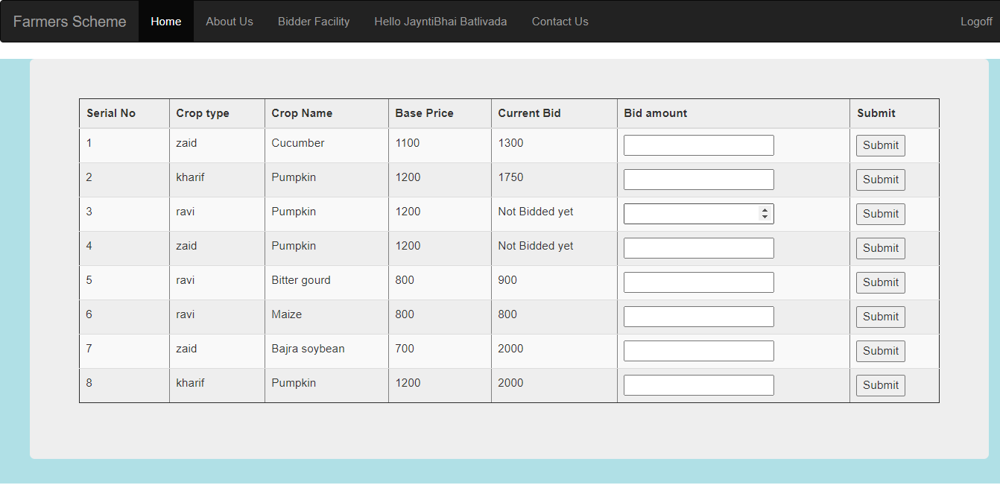 Farmers Scheme Home About Us Bidder Facility Hello JayntiBhai Batlivada Contact Us Logoff
Serial No Crop type Crop Name Base Price Current Bid Bid amount Submit
1 zaid Cucumber 1100 1300 Submit
2 kharif Pumpkin 1200 1750 Submit
3 ravi Pumpkin 1200 Not Bidded yet Submit
4 zaid Pumpkin 1200 Not Bidded yet Submit
5 ravi Bitter gourd 800 900 Submit
6 ravi Maize 800 800 Submit
7 zaid Bajra soybean 700 2000 Submit
8 kharif Pumpkin 1200 2000 Submit